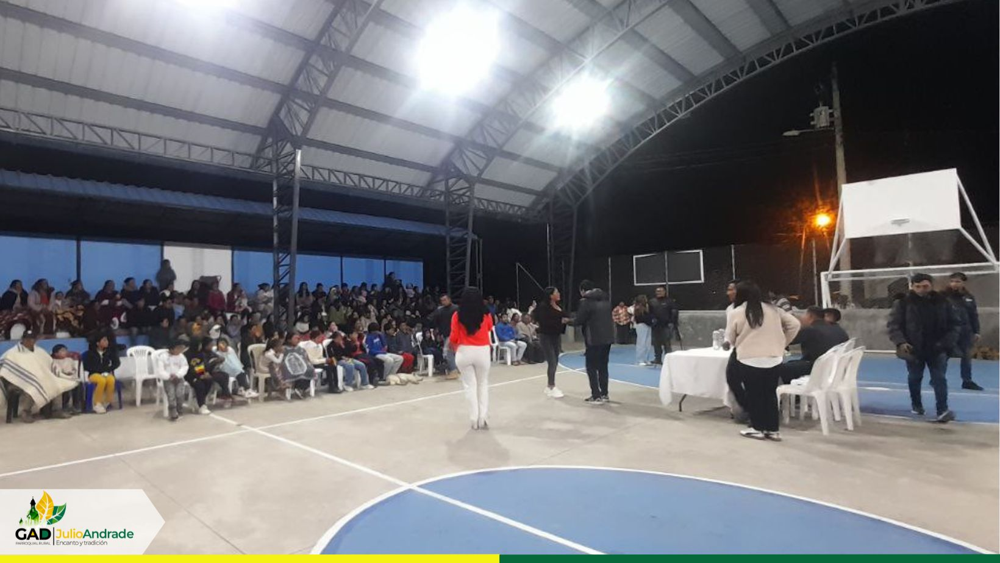 GAD
PARROQUIAL RURAL
JulioAndrade
Encanto y tradición